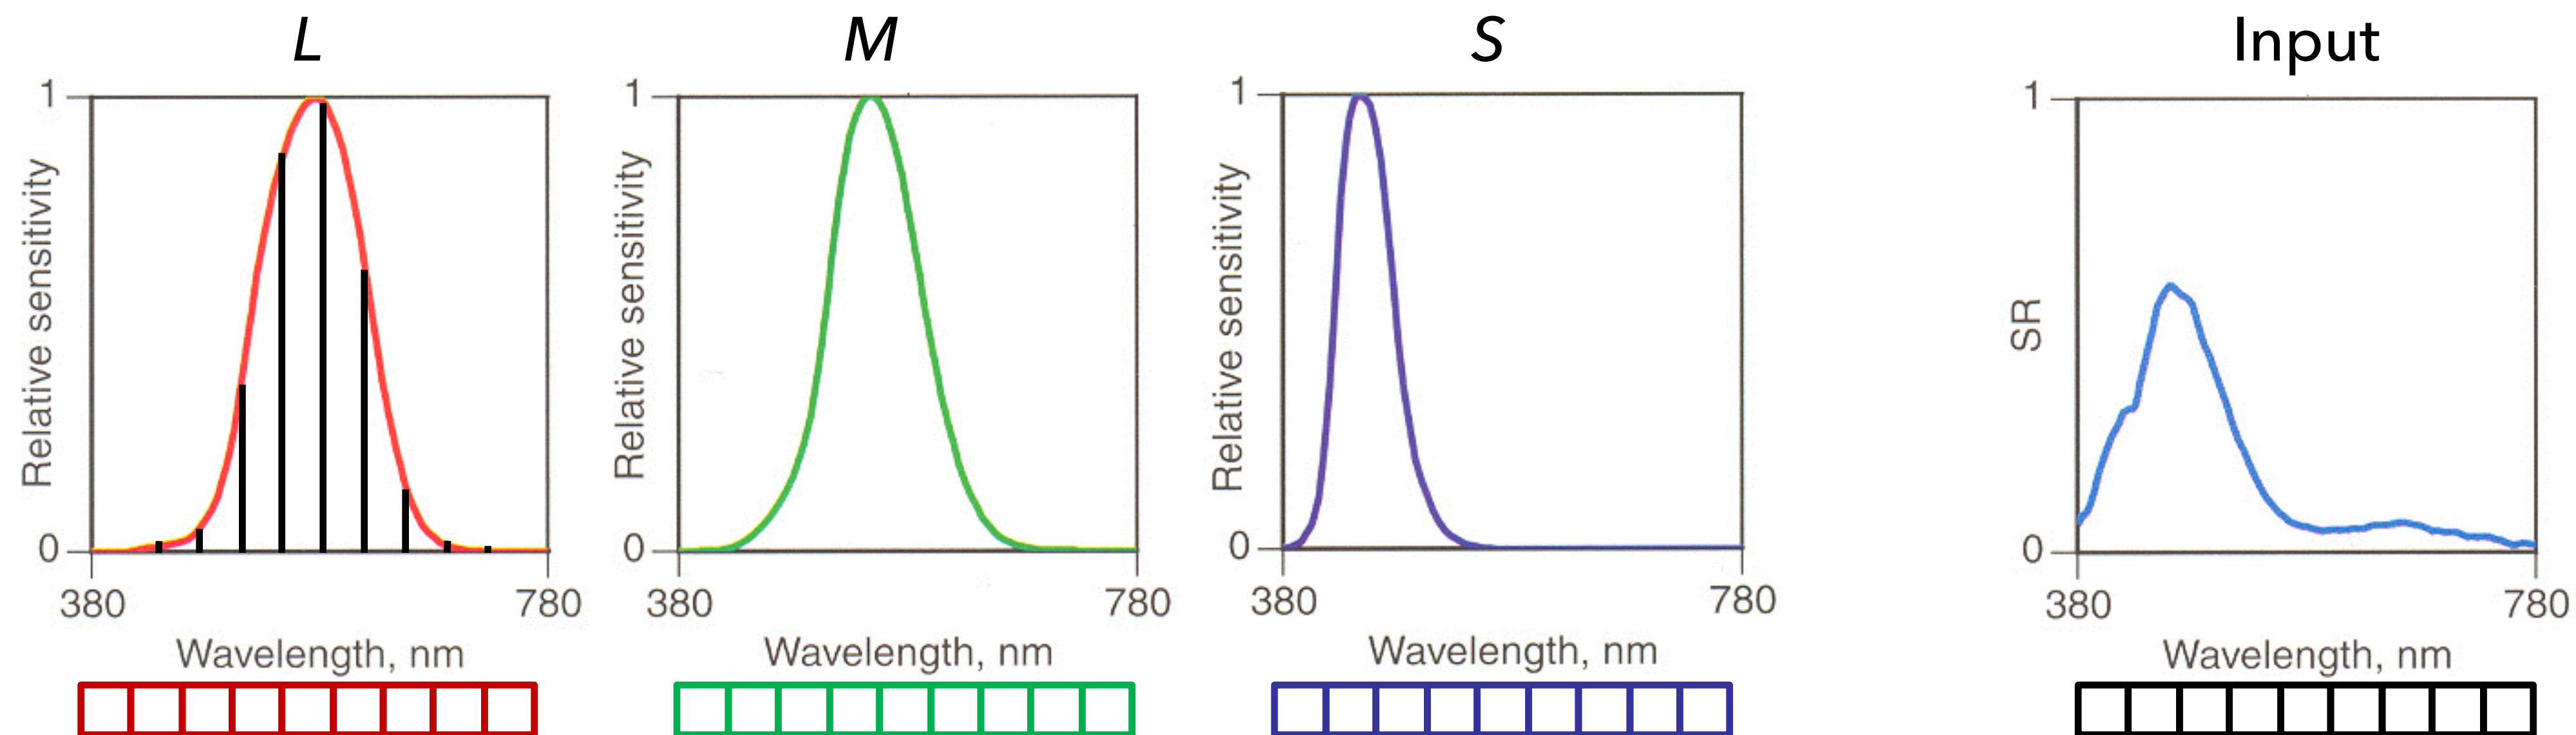 L
1
Relative sensitivity
0
380
780
Wavelength, nm
M
1
Relative sensitivity
0
380
780
Wavelength, nm
S
1
Relative sensitivity
0
380
780
Wavelength, nm
Input
1
SR
0
380
780
Wavelength, nm